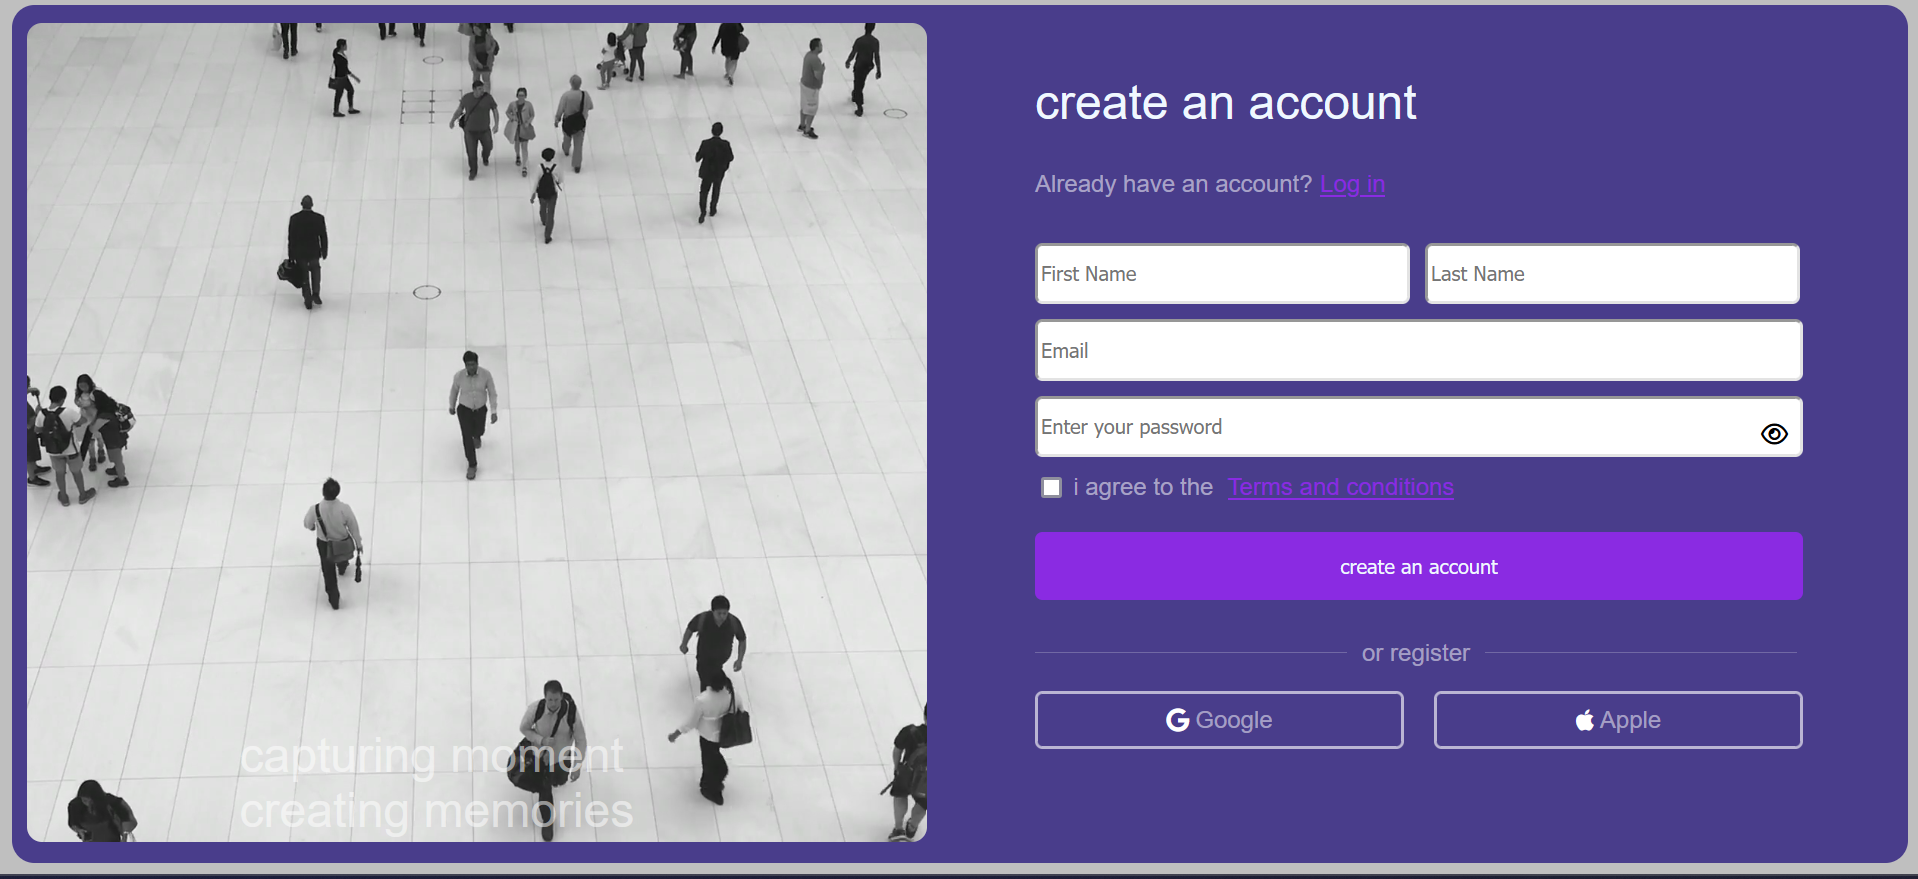 create an account
Already have an account? Log in
First Name
Last Name
Email
Enter your password
i agree to the Terms and conditions
create an account
or register
Google
Apple
capturing moment
creating memories